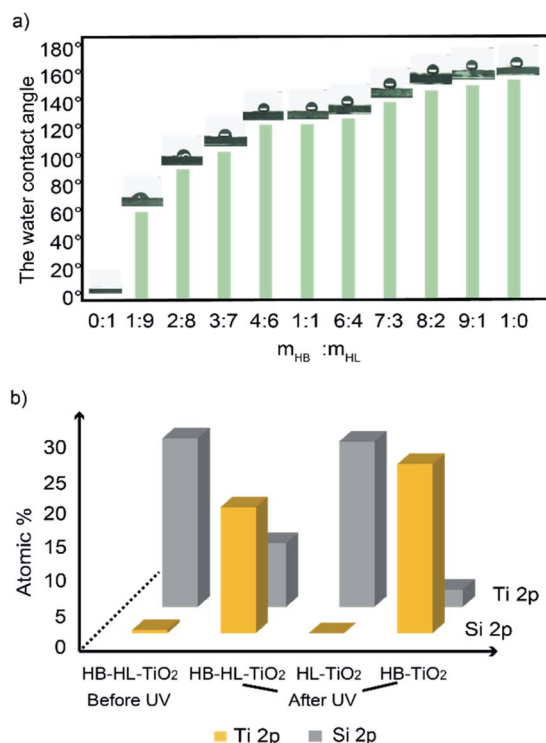 a)
The water contact angle
180°
160°
140°
120°
100°
80°
60°
40°
20°
0°
0:1 1:9 2:8 3:7 4:6 1:1 6:4 7:3 8:2 9:1 1:0
mHB :mHL
b)
Atomic %
30
25
20
15
10
5
0
Ti 2p
Si 2p
HB-HL-TiO2 HB-HL-TiO2 HL-TiO2 HB-TiO2
Before UV After UV
Ti 2p Si 2p